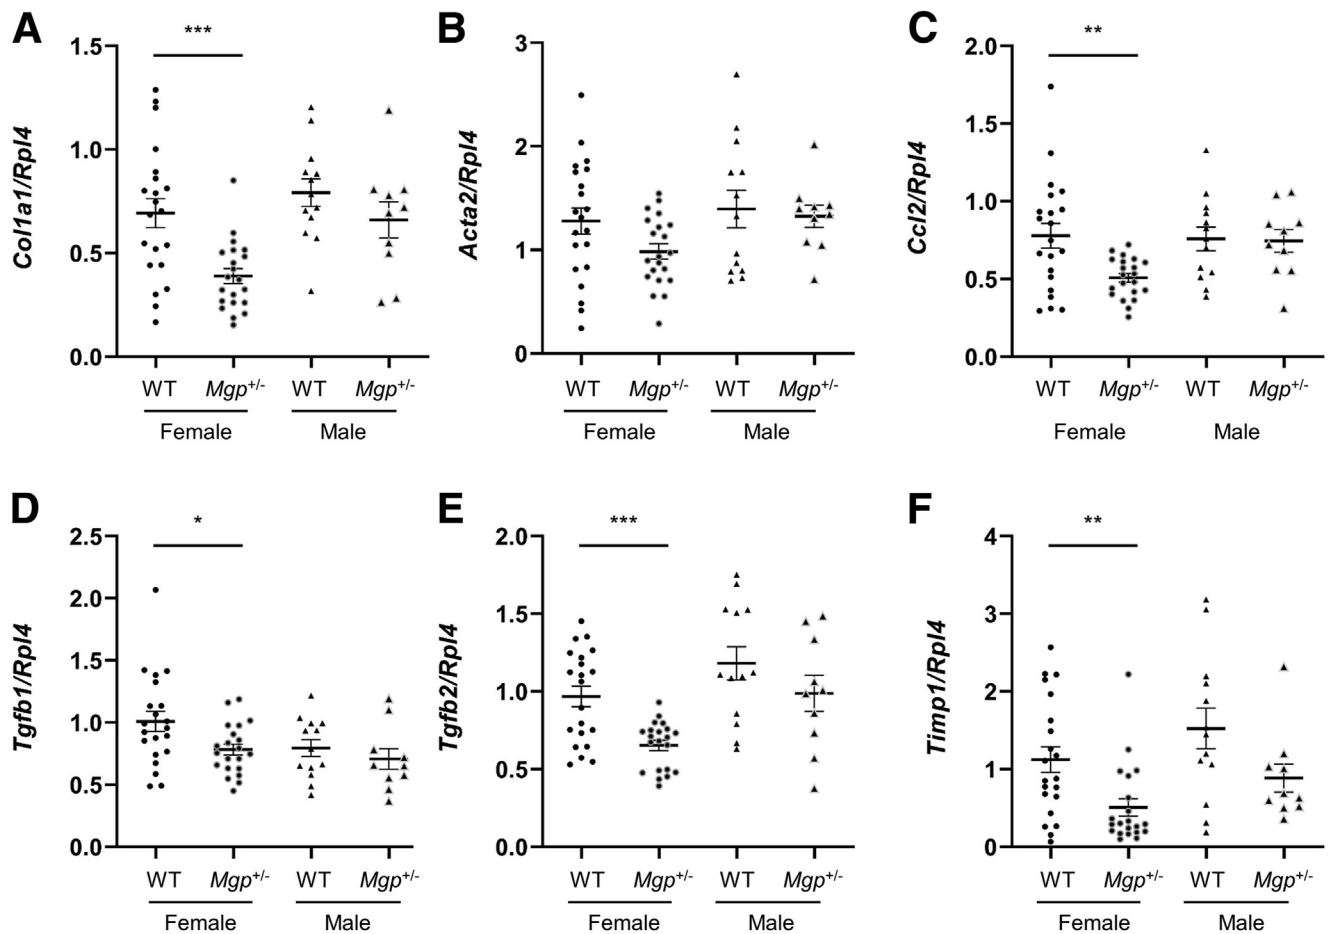 A
***
Col1a1/Rpl4
1.5
1.0
0.5
0.0
WT Mgp+/- WT Mgp+/-
Female Male
B
Acta2/Rpl4
3
2
1
0
WT Mgp+/- WT Mgp+/-
Female Male
C
**
Ccl2/Rpl4
2.0
1.5
1.0
0.5
0.0
WT Mgp+/- WT Mgp+/-
Female Male
D
*
Tgfb1/Rpl4
2.5
2.0
1.5
1.0
0.5
0.0
WT Mgp+/- WT Mgp+/-
Female Male
E
***
Tgfb2/Rpl4
2.0
1.5
1.0
0.5
0.0
WT Mgp+/- WT Mgp+/-
Female Male
F
**
Timp1/Rpl4
4
3
2
1
0
WT Mgp+/- WT Mgp+/-
Female Male